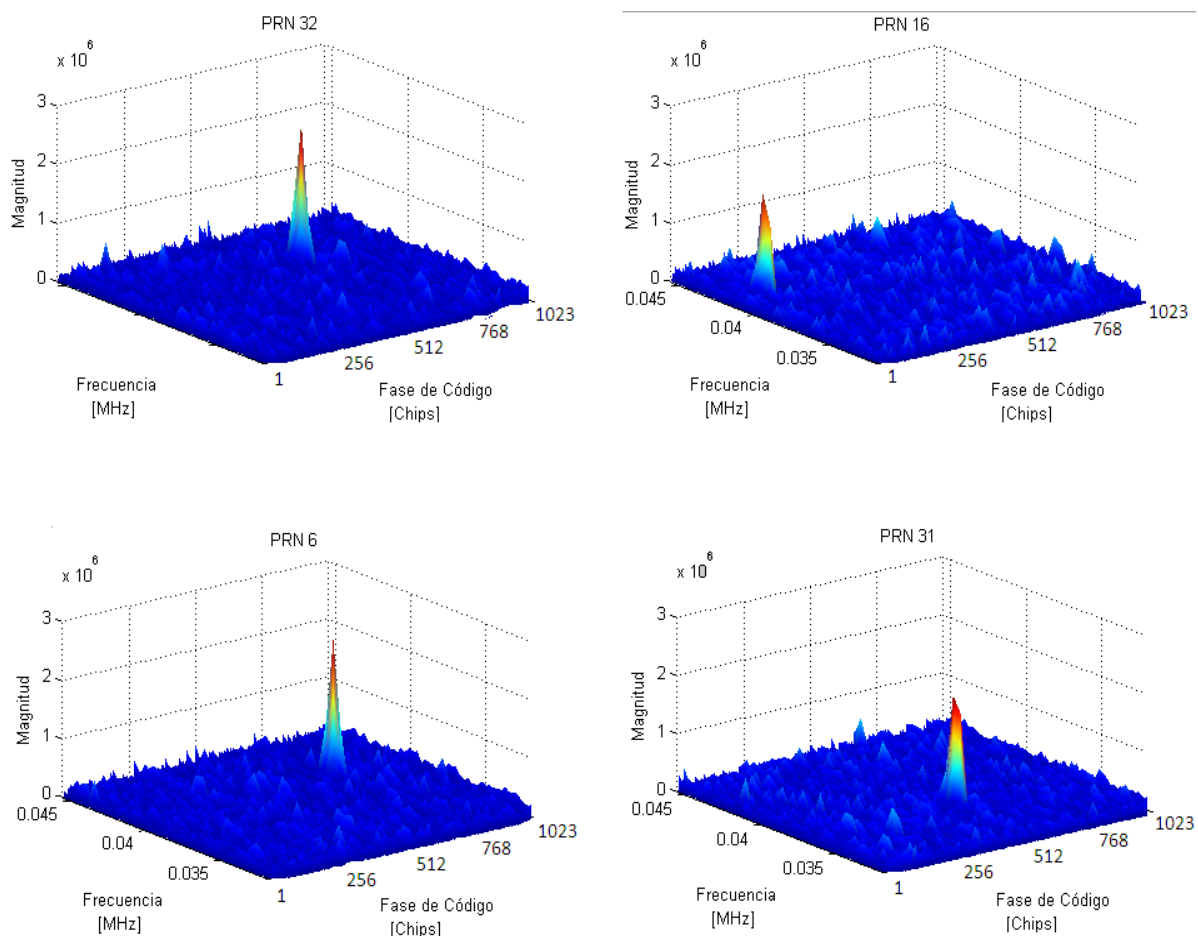 PRN 32
x 10^6
3
2
1
0
Magnitud
Frecuencia
[MHz]
1
256
512
768
1023
Fase de Código
[Chips]
PRN 16
x 10^6
3
2
1
0
Magnitud
0.045
0.04
0.035
Frecuencia
[MHz]
1
256
512
768
1023
Fase de Código
[Chips]
PRN 6
x 10^6
3
2
1
0
Magnitud
0.045
0.04
0.035
Frecuencia
[MHz]
1
256
512
768
1023
Fase de Código
[Chips]
PRN 31
x 10^6
3
2
1
0
Magnitud
0.045
0.04
0.035
Frecuencia
[MHz]
1
256
512
768
1023
Fase de Código
[Chips]